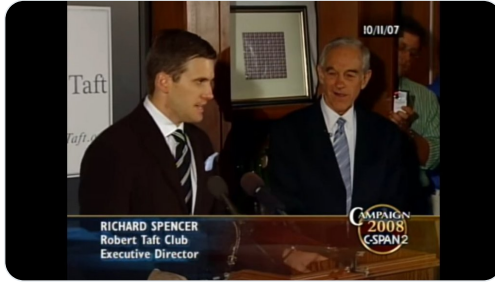 Taft
Taft.o
10/11/07
RICHARD SPENCER
Robert Taft Club
Executive Director
CAMPAIGN
2008
C-SPAN2